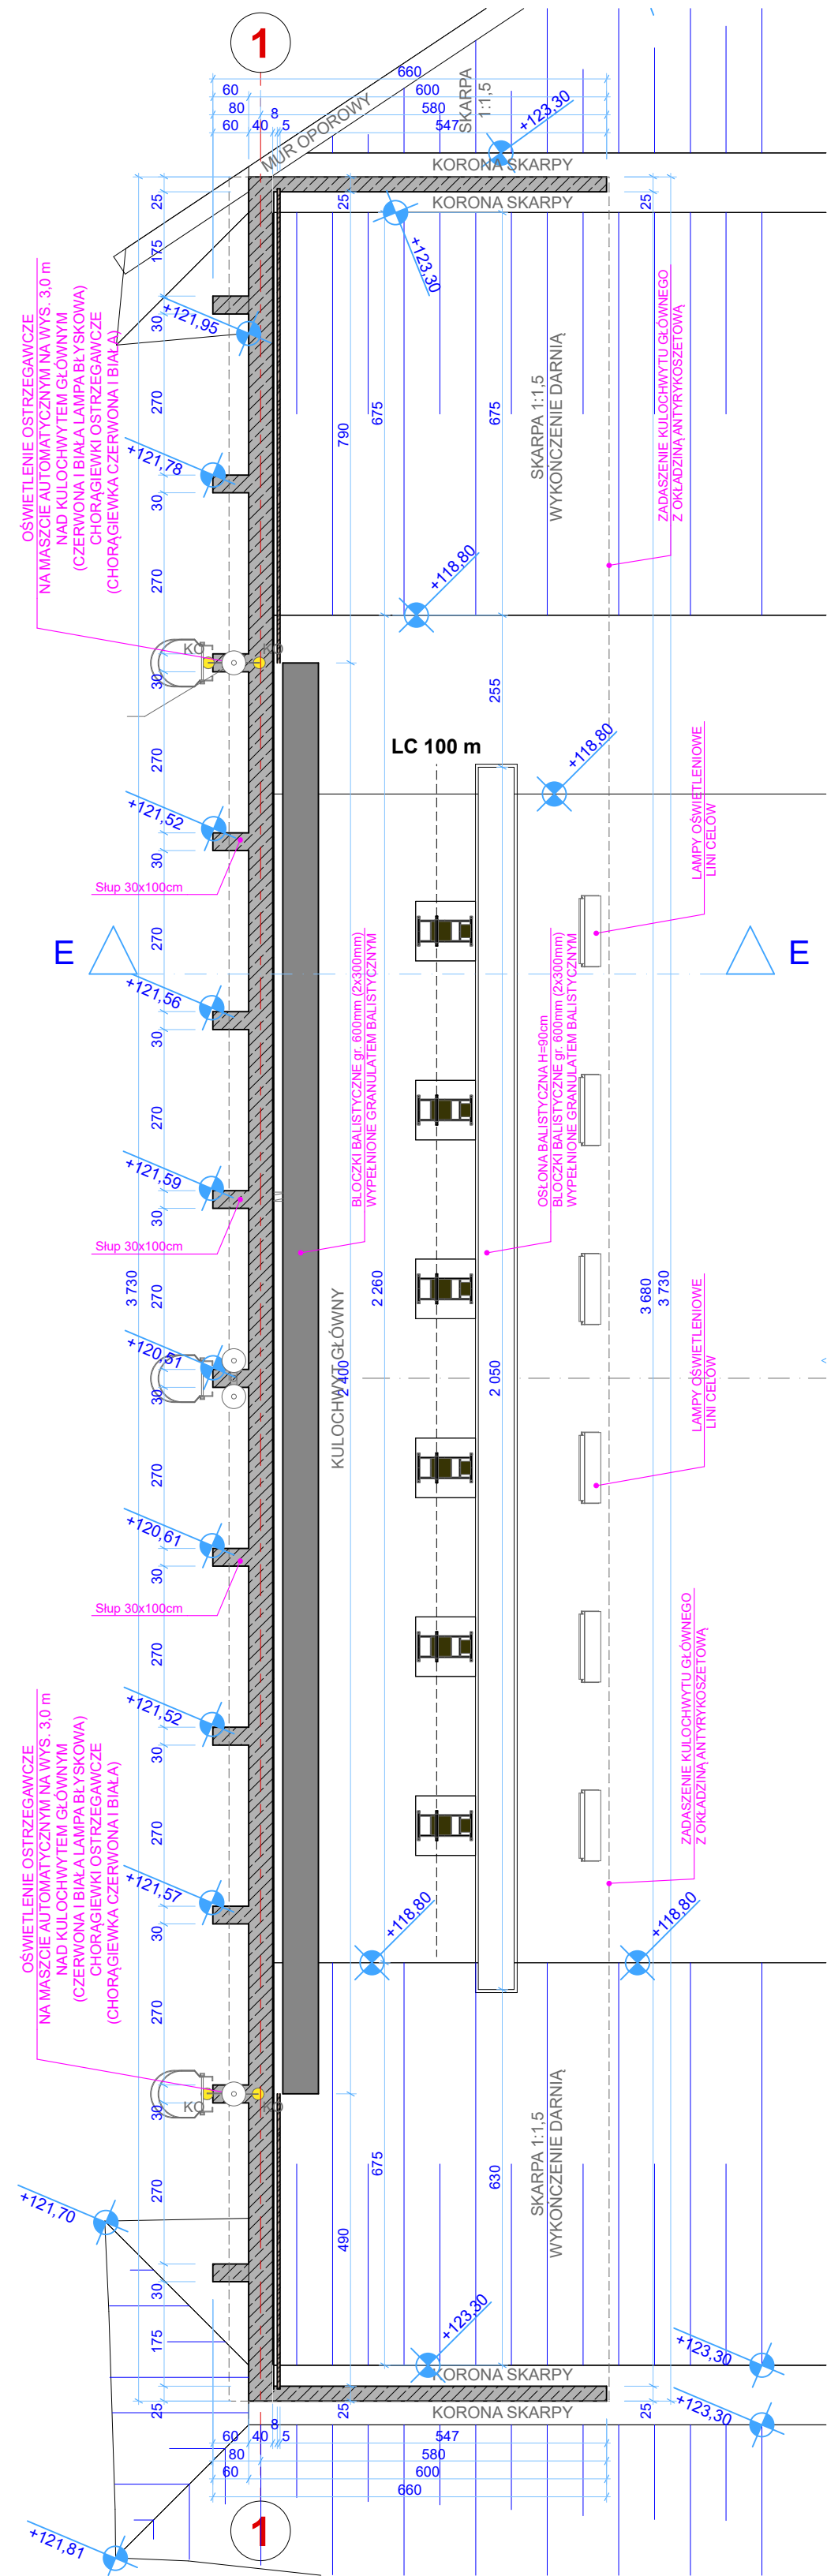 1
660
60
600
80
580
8
60
40
5
547
MUR OPOROWY
SKARPA
1:1,5
+123,30
KORONA SKARPY
KORONA SKARPY
25
25
25
175
+123,30
30
+121,95
OŚWIETLENIE OSTRZEGAWCZE
NA MASZCIE AUTOMATYCZNYM NA WYS. 3,0 m
NAD KULOCHWYTEM GŁÓWNYM
(CZERWONA I BIAŁA LAMPA BŁYSKOWA)
CHORĄGIEWKI OSTRZEGAWCZE
(CHORĄGIEWKA CZERWONA I BIAŁA)
ZADASZENIE KULOCHWYTU GŁÓWNEGO
Z OKŁADZINĄ ANTYRYKOSZETOWĄ
270
790
675
675
SKARPA 1:1,5
WYKOŃCZENIE DARNIĄ
+121,78
30
270
+118,80
KO
KO
30
255
270
LC 100 m
+118,80
LAMPY OŚWIETLENIOWE
LINI CELÓW
+121,52
30
Słup 30x100cm
E
270
E
BLOCZKI BALISTYCZNE gr. 600mm (2x300mm)
WYPEŁNIONE GRANULATEM BALISTYCZNYM
OSŁONA BALISTYCZNA H=90cm
BLOCZKI BALISTYCZNE gr. 600mm (2x300mm)
WYPEŁNIONE GRANULATEM BALISTYCZNYM
+121,56
30
270
+121,59
30
Słup 30x100cm
3 730
270
2 260
3 680
3 730
KULOCHWYT GŁÓWNY
2 400
2 050
+120,51
30
LAMPY OŚWIETLENIOWE
LINI CELÓW
270
+120,61
30
Słup 30x100cm
270
ZADASZENIE KULOCHWYTU GŁÓWNEGO
Z OKŁADZINĄ ANTYRYKOSZETOWĄ
+121,52
30
OŚWIETLENIE OSTRZEGAWCZE
NA MASZCIE AUTOMATYCZNYM NA WYS. 3,0 m
NAD KULOCHWYTEM GŁÓWNYM
(CZERWONA I BIAŁA LAMPA BŁYSKOWA)
CHORĄGIEWKI OSTRZEGAWCZE
(CHORĄGIEWKA CZERWONA I BIAŁA)
270
+121,57
30
+118,80
+118,80
270
KO
KO
30
270
675
630
SKARPA 1:1,5
WYKOŃCZENIE DARNIĄ
+121,70
490
30
175
+123,30
+123,30
KORONA SKARPY
25
25
25
KORONA SKARPY
+123,30
8
60
40
5
547
80
580
60
600
660
1
+121,81